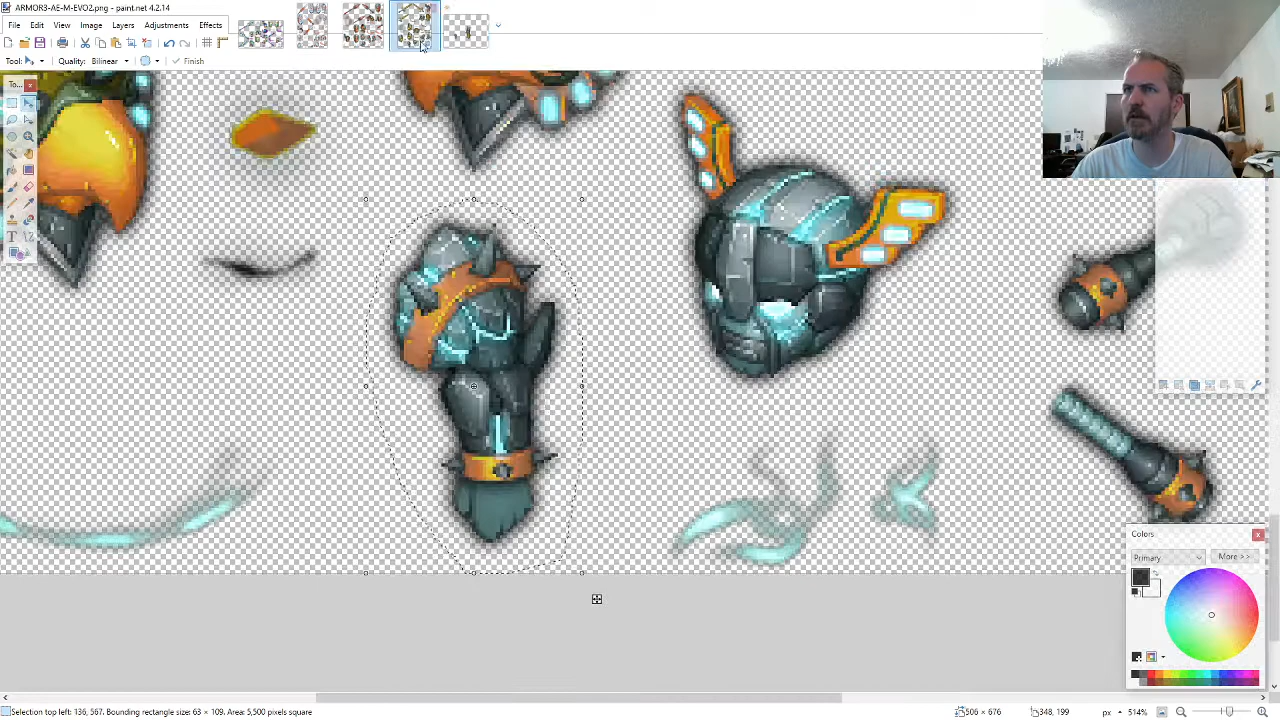 ARMOR3-AE-M-EVO2.png - paint.net 4.2.14
File Edit View Image Layers Adjustments Effects
Tool: Quality: Bilinear Finish
To...
Colors
Primary More >>
Selection top left: 136, 567. Bounding rectangle size: 63 × 109. Area: 5,500 pixels square 506 × 676 348, 199 px 514%